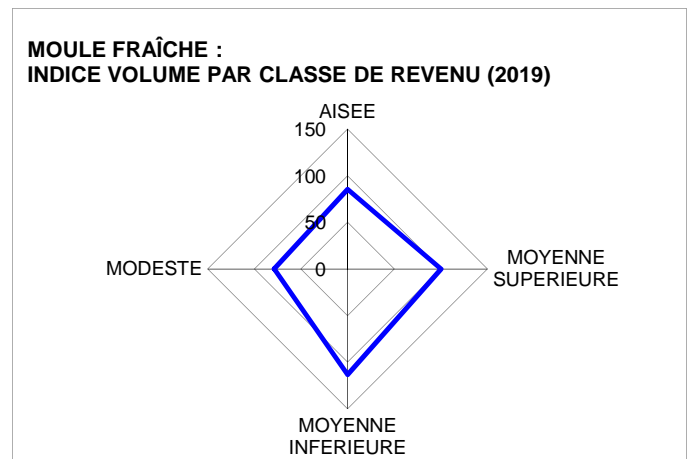 MOULE FRAÎCHE :
INDICE VOLUME PAR CLASSE DE REVENU (2019)
AISEE
150
100
50
0
MODESTE
MOYENNE
SUPERIEURE
MOYENNE
INFERIEURE